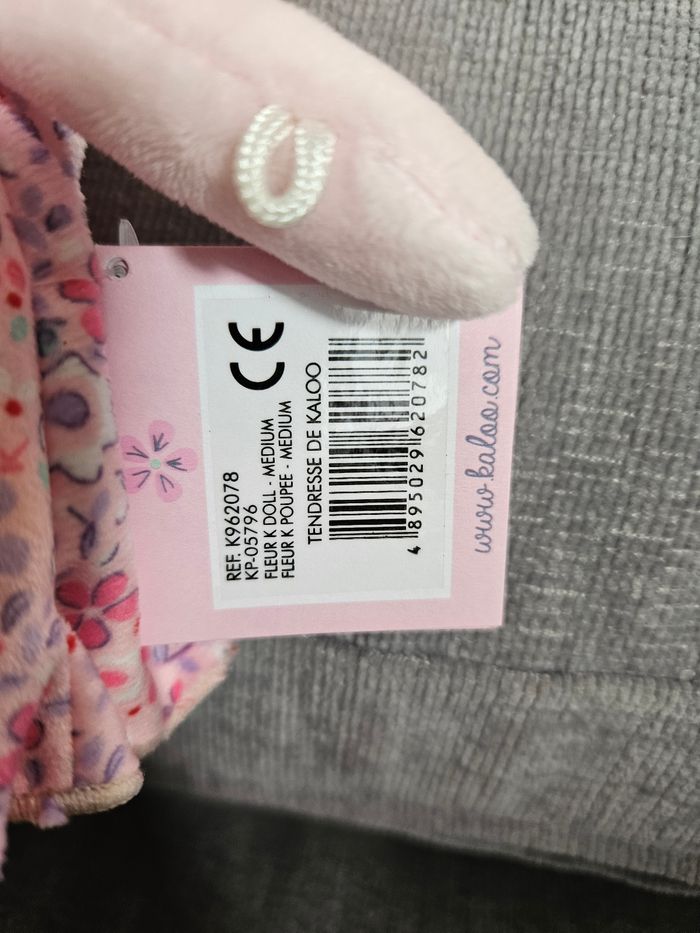 CE
REF. K962078
KP-05796
FLEUR K DOLL - MEDIUM
FLEUR K POUPEE - MEDIUM
TENDRESSE DE KALOO
4 895029 620782
www.kaloo.com